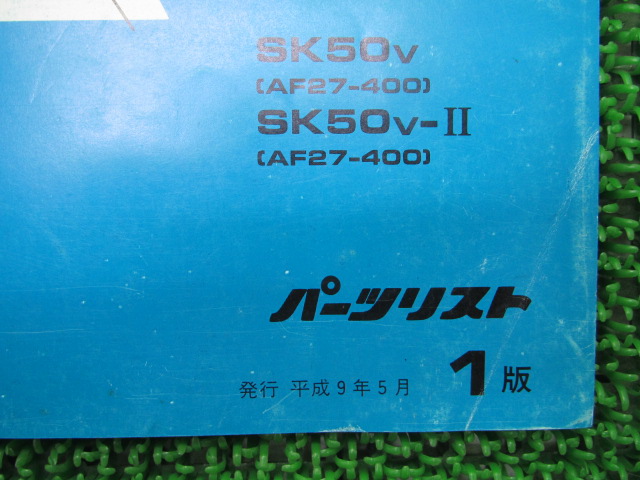 SK50V
(AF27-400)
SK50V-II
(AF27-400)
パーツリスト
発行 平成9年5月 1版